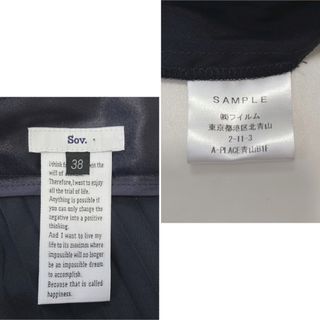 Sov.
38
I think
the
will of
Therefore, I want to enjoy
all the trial of life.
Anything is possible if
you can only change the
negative into a positive
thinking.
And I want to live my
life to its maximum where
impossible will no longer
be an impossible dream
to accomplish.
Because that is called
happiness.
SAMPLE
㈱フイルム
東京都港区北青山
2-11-3
A-PLACE青山B1F